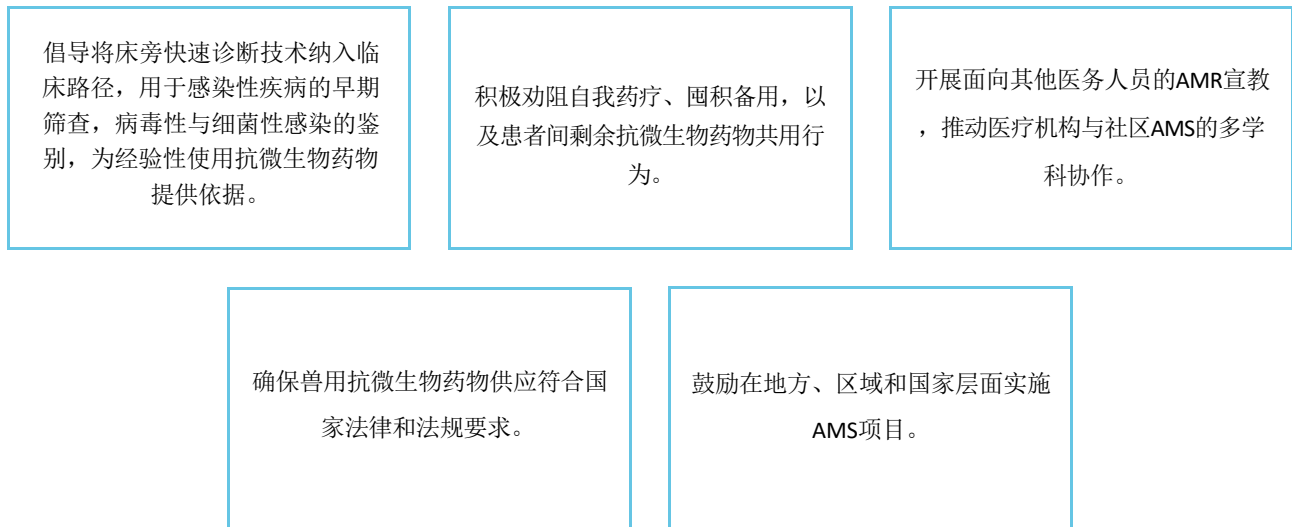 倡导将床旁快速诊断技术纳入临
床路径，用于感染性疾病的早期
筛查，病毒性与细菌性感染的鉴
别，为经验性使用抗微生物药物
提供依据。
积极劝阻自我药疗、囤积备用，以
及患者间剩余抗微生物药物共用行
为。
开展面向其他医务人员的AMR宣教
，推动医疗机构与社区AMS的多学
科协作。
确保兽用抗微生物药物供应符合国
家法律和法规要求。
鼓励在地方、区域和国家层面实施
AMS项目。